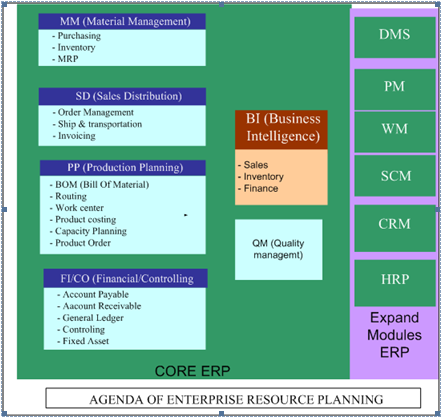 MM (Material Management)
- Purchasing
- Inventory
- MRP
SD (Sales Distribution)
- Order Management
- Ship & transportation
- Invoicing
PP (Production Planning)
- BOM (Bill Of Material)
- Routing
- Work center
- Product costing
- Capacity Planning
- Product Order
FI/CO (Financial/Controlling
- Account Payable
- Aacount Receivable
- General Ledger
- Controling
- Fixed Asset
BI (Business
Intelligence)
- Sales
- Inventory
- Finance
QM (Quality
managemt)
CORE ERP
DMS
PM
WM
SCM
CRM
HRP
Expand
Modules
ERP
AGENDA OF ENTERPRISE RESOURCE PLANNING